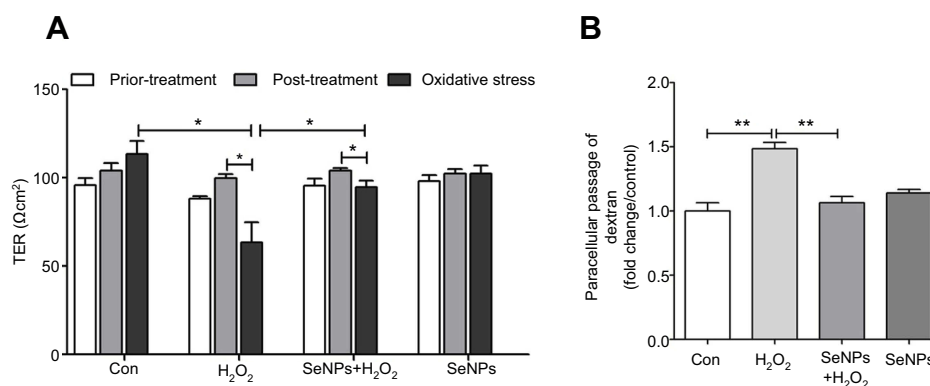 A
B
Prior-treatment Post-treatment Oxidative stress
TER (Ωcm²)
150
100
50
0
* *
* *
Con H₂O₂ SeNPs+H₂O₂ SeNPs
Paracellular passage of
dextran
(fold change/control)
2.0
1.5
1.0
0.5
0.0
** **
Con H₂O₂ SeNPs SeNPs
+H₂O₂